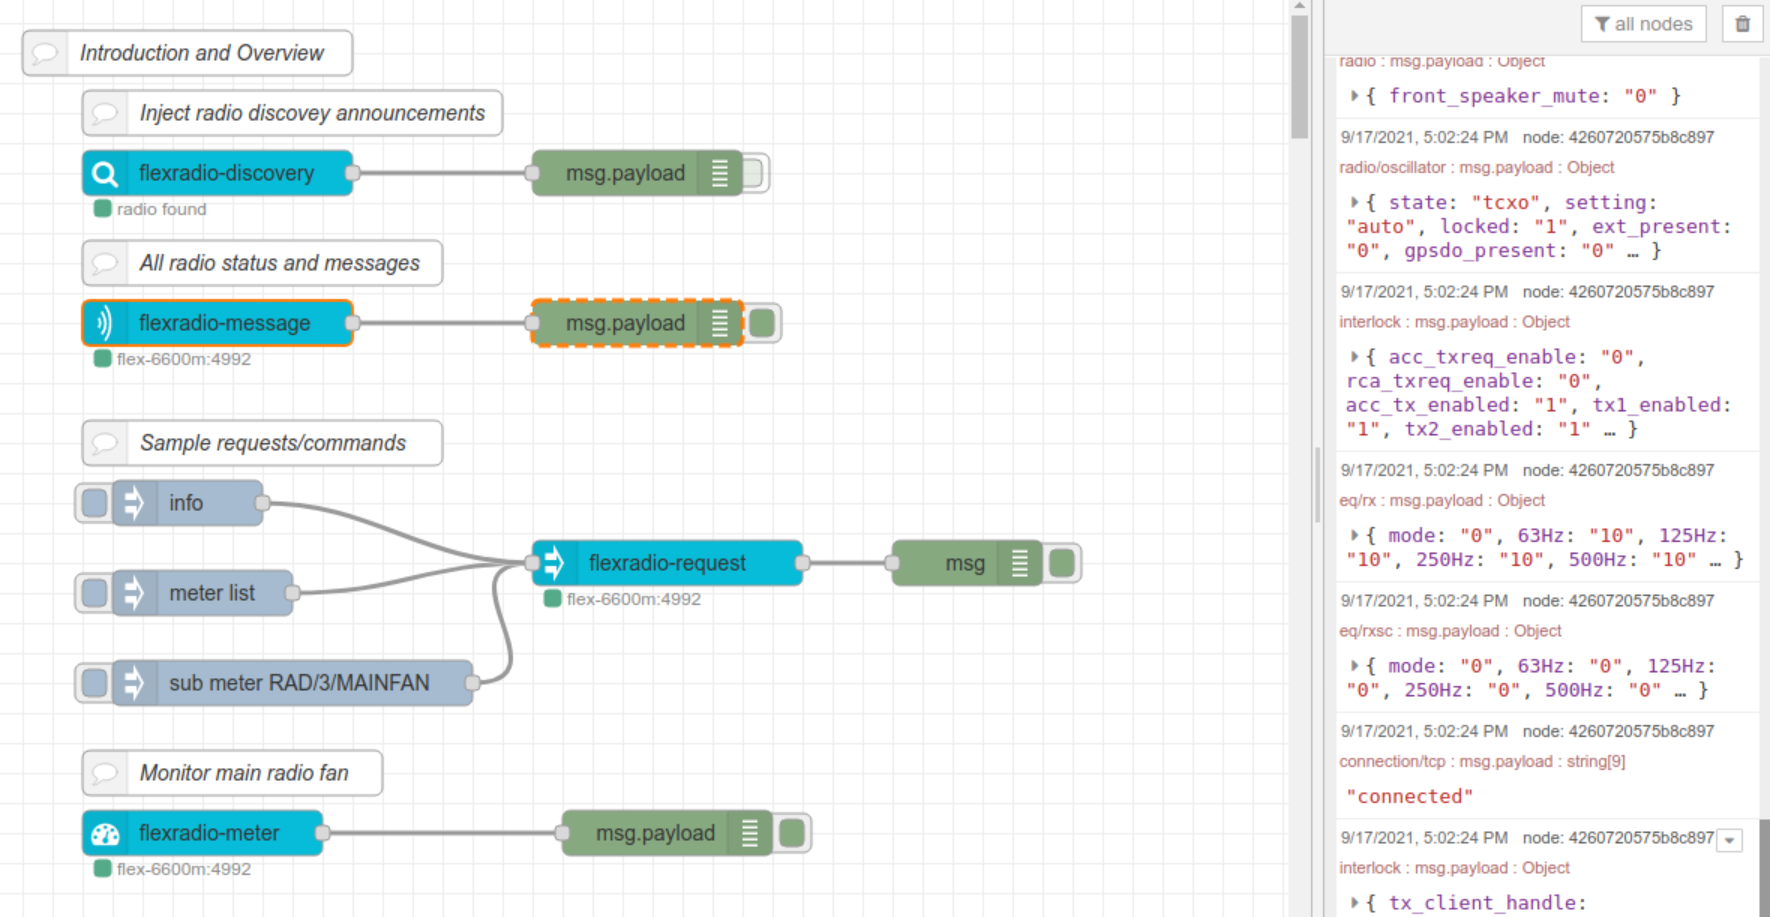 Introduction and Overview
Inject radio discovey announcements
flexradio-discovery
msg.payload
radio found
All radio status and messages
flexradio-message
msg.payload
flex-6600m:4992
Sample requests/commands
info
meter list
sub meter RAD/3/MAINFAN
flexradio-request
msg
flex-6600m:4992
Monitor main radio fan
flexradio-meter
msg.payload
flex-6600m:4992
all nodes
radio : msg.payload : Object
{ front_speaker_mute: "0" }
9/17/2021, 5:02:24 PM node: 4260720575b8c897
radio/oscillator : msg.payload : Object
{ state: "tcxo", setting:
"auto", locked: "1", ext_present:
"0", gpsdo_present: "0" … }
9/17/2021, 5:02:24 PM node: 4260720575b8c897
interlock : msg.payload : Object
{ acc_txreq_enable: "0",
rca_txreq_enable: "0",
acc_tx_enabled: "1", tx1_enabled:
"1", tx2_enabled: "1" … }
9/17/2021, 5:02:24 PM node: 4260720575b8c897
eq/rx : msg.payload : Object
{ mode: "0", 63Hz: "10", 125Hz:
"10", 250Hz: "10", 500Hz: "10" … }
9/17/2021, 5:02:24 PM node: 4260720575b8c897
eq/rxsc : msg.payload : Object
{ mode: "0", 63Hz: "0", 125Hz:
"0", 250Hz: "0", 500Hz: "0" … }
9/17/2021, 5:02:24 PM node: 4260720575b8c897
connection/tcp : msg.payload : string[9]
"connected"
9/17/2021, 5:02:24 PM node: 4260720575b8c897
interlock : msg.payload : Object
{ tx_client_handle: